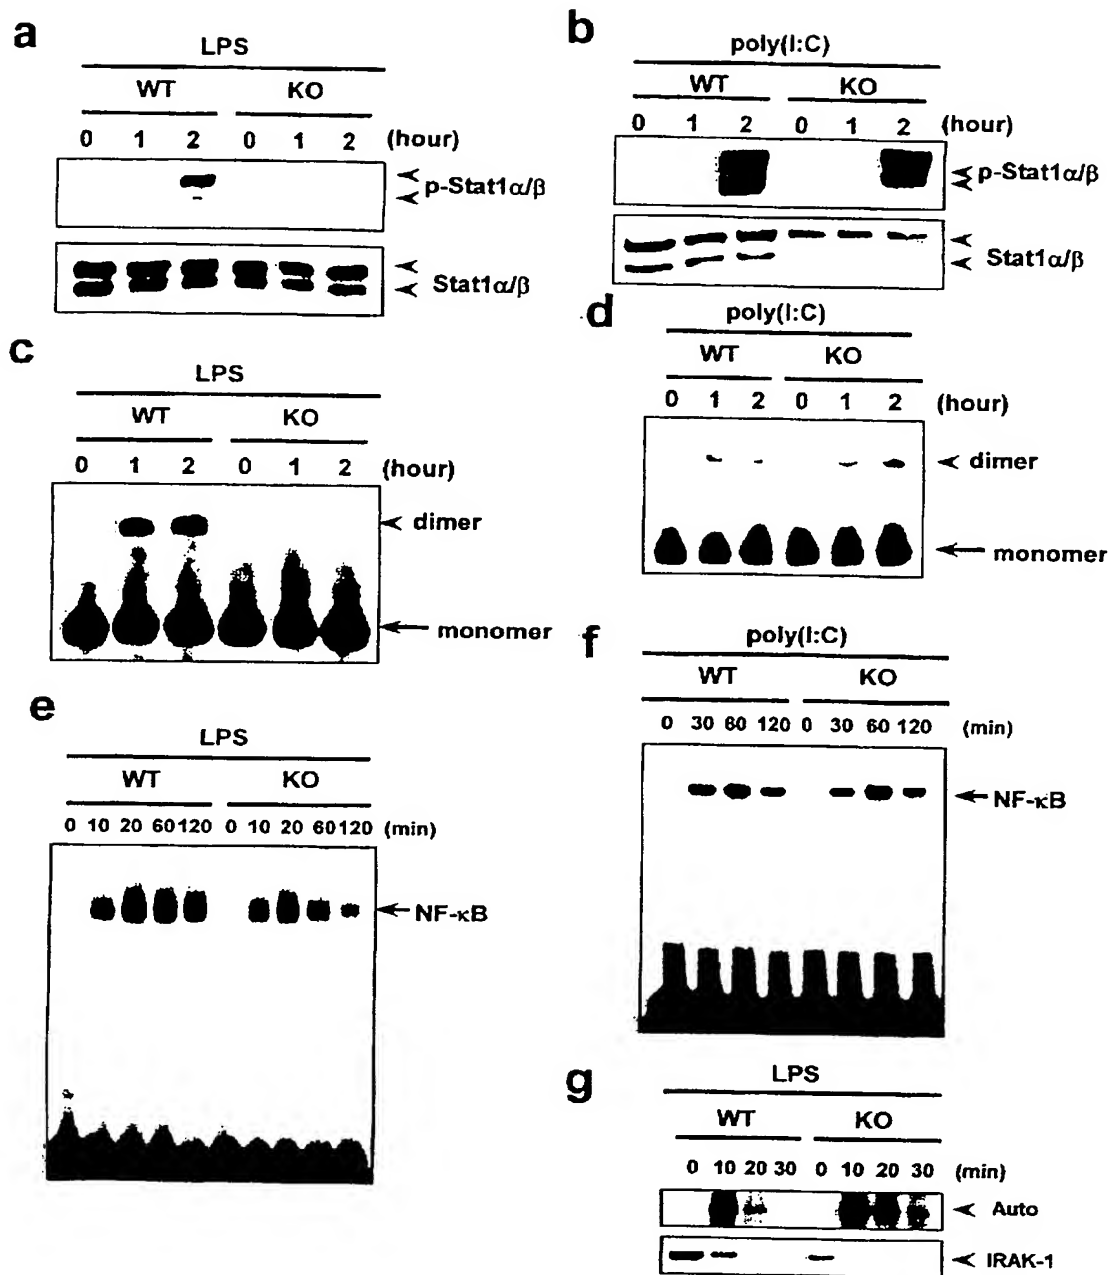 a
LPS
WT KO
0 1 2 0 1 2 (hour)
p-Stat1α/β
Stat1α/β
b
poly(I:C)
WT KO
0 1 2 0 1 2 (hour)
p-Stat1α/β
Stat1α/β
c
LPS
WT KO
0 1 2 0 1 2 (hour)
dimer
monomer
d
poly(I:C)
WT KO
0 1 2 0 1 2 (hour)
dimer
monomer
e
LPS
WT KO
0 10 20 60 120 0 10 20 60 120 (min)
NF-κB
f
poly(I:C)
WT KO
0 30 60 120 0 30 60 120 (min)
NF-κB
g
LPS
WT KO
0 10 20 30 0 10 20 30 (min)
Auto
IRAK-1